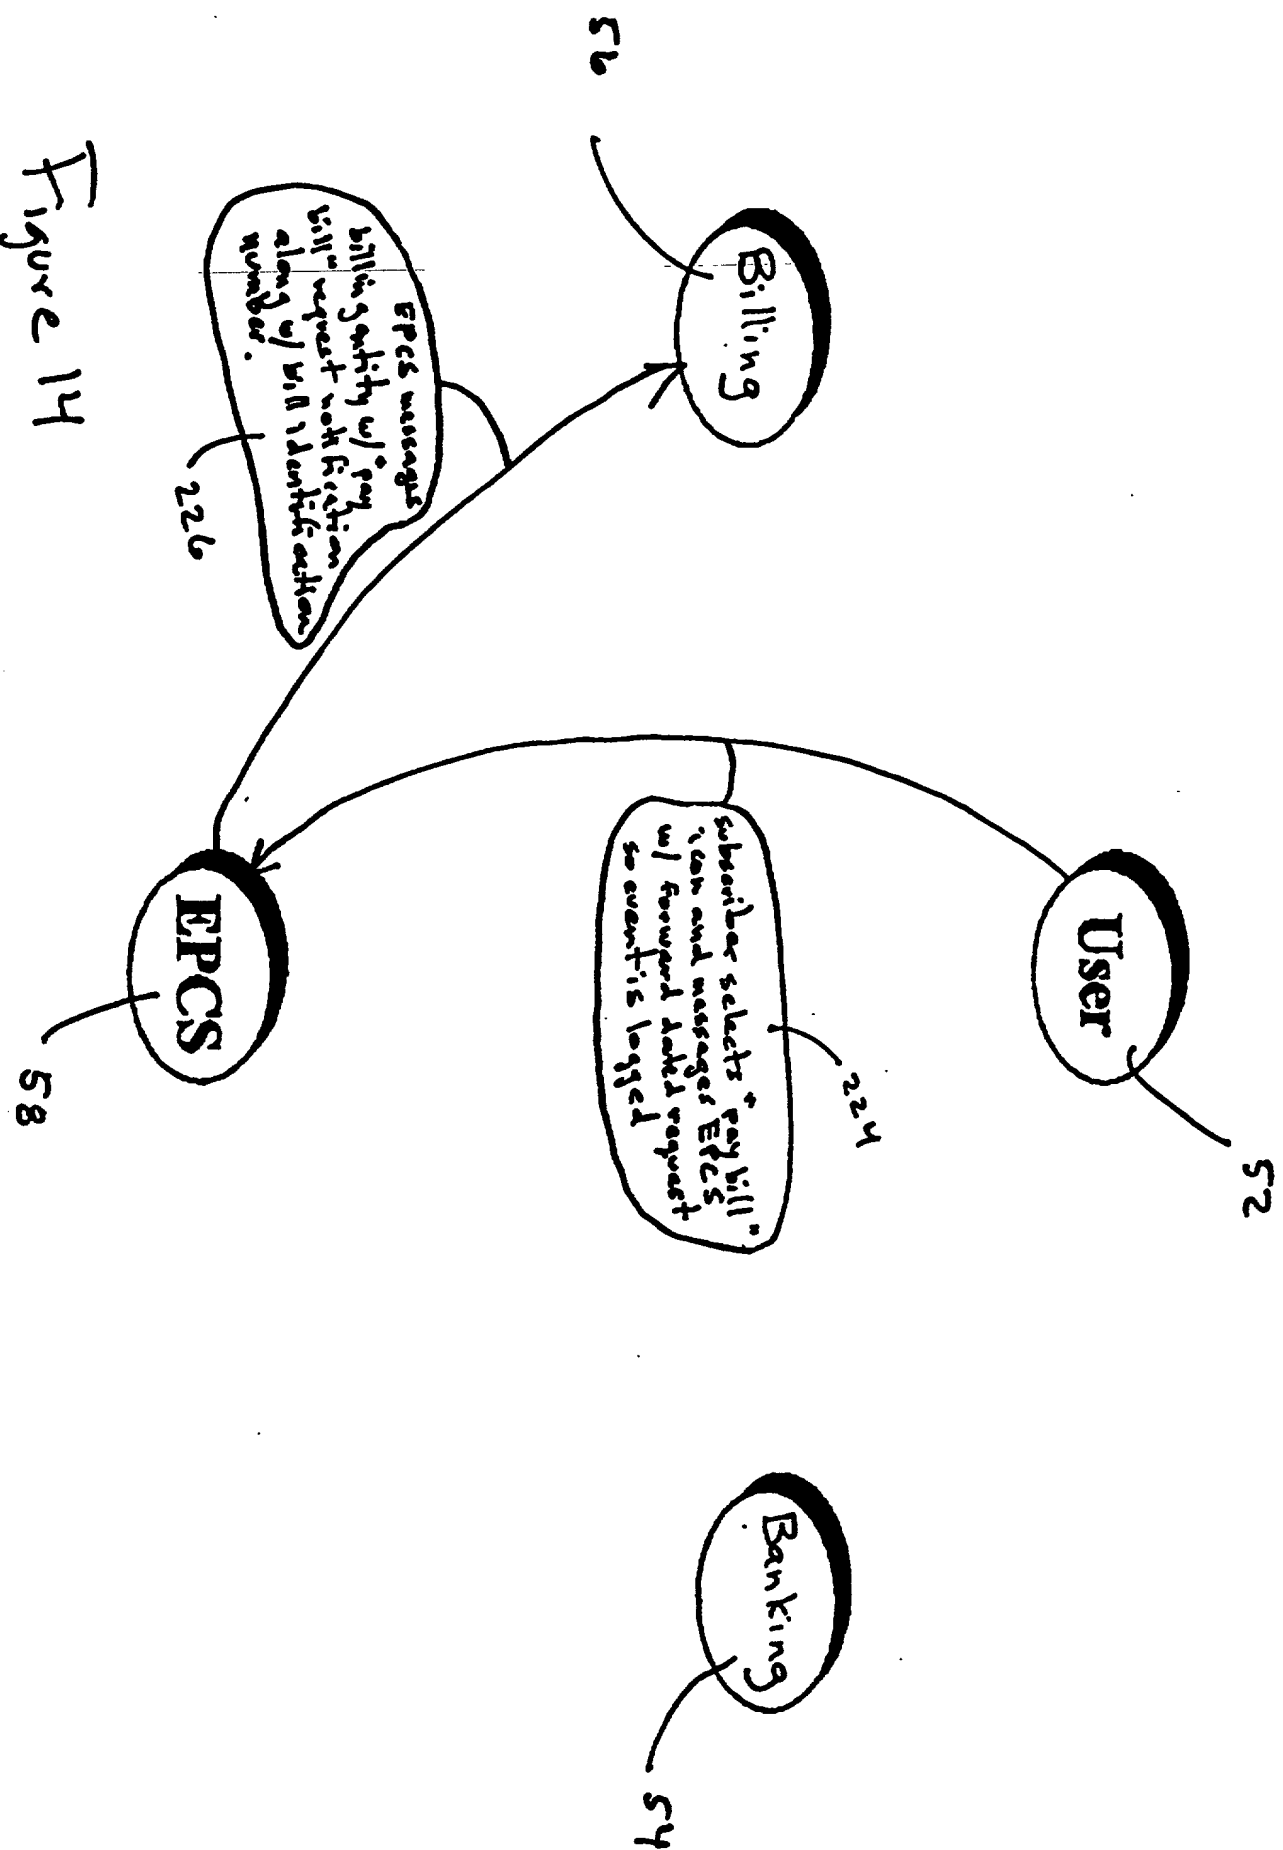 52
User
224
subscriber selects "pay bill"
icon and messages EPCS
w/ forward dated request
so event is logged
56
Billing
Banking
54
EPCS messages
billing entity w/ "pay
bill" request notification
along w/ bill identification
number.
226
EPCS
58
Figure 14